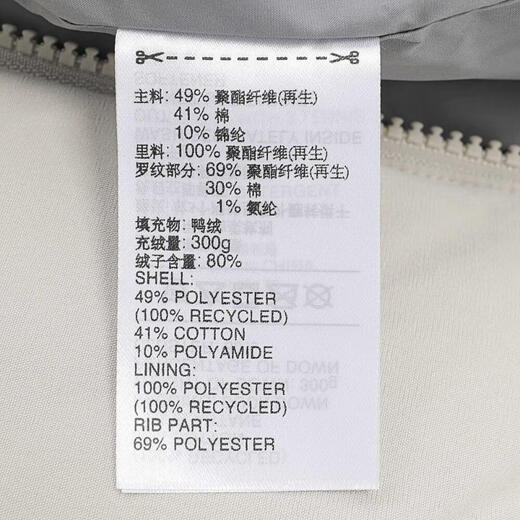 主料: 49% 聚酯纤维(再生)
41% 棉
10% 锦纶
里料: 100% 聚酯纤维(再生)
罗纹部分: 69% 聚酯纤维(再生)
30% 棉
1% 氨纶
填充物: 鸭绒
充绒量: 300g
绒子含量: 80%
SHELL:
49% POLYESTER
(100% RECYCLED)
41% COTTON
10% POLYAMIDE
LINING:
100% POLYESTER
(100% RECYCLED)
RIB PART:
69% POLYESTER